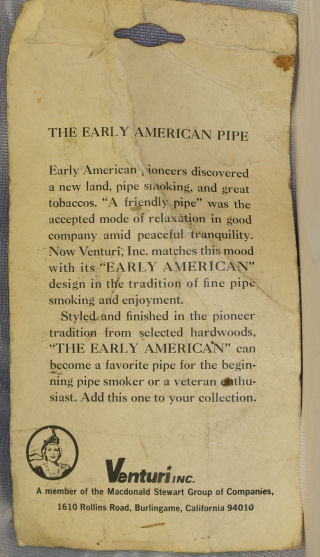 THE EARLY AMERICAN PIPE
Early American pioneers discovered
a new land, pipe smoking, and great
tobaccos. "A friendly pipe" was the
accepted mode of relaxation in good
company amid peaceful tranquility.
Now Venturi, Inc. matches this mood
with its "EARLY AMERICAN"
design in the tradition of fine pipe
smoking and enjoyment.
Styled and finished in the pioneer
tradition from selected hardwoods,
"THE EARLY AMERICAN" can
become a favorite pipe for the begin-
ning pipe smoker or a veteran enthu-
siast. Add this one to your collection.
Venturi INC.
A member of the Macdonald Stewart Group of Companies,
1610 Rollins Road, Burlingame, California 94010